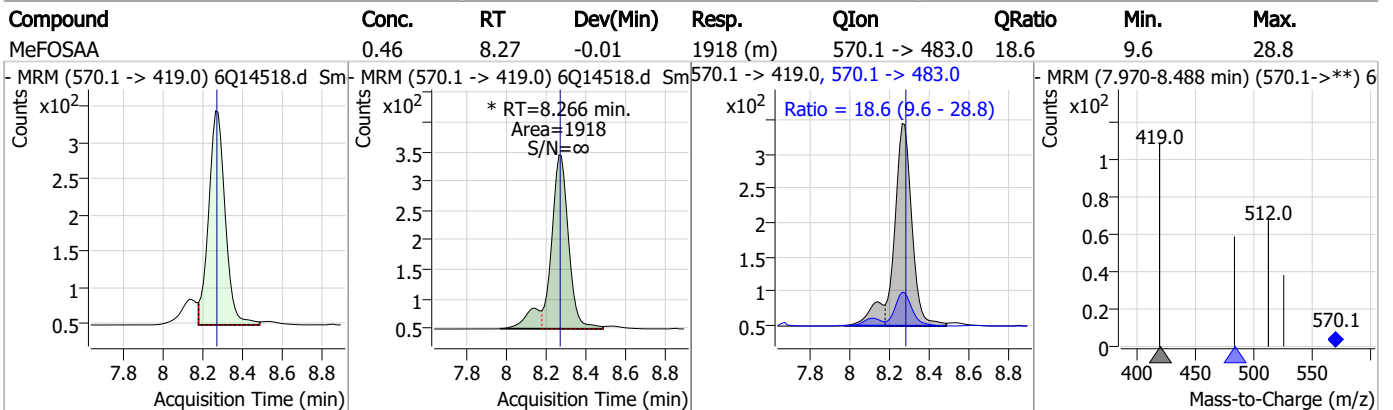 Compound Conc. RT Dev(Min) Resp. QIon QRatio Min. Max.
MeFOSAA 0.46 8.27 -0.01 1918 (m) 570.1 -> 483.0 18.6 9.6 28.8
- MRM (570.1 -> 419.0) 6Q14518.d Sm
Counts
x10²
3
2.5
2
1.5
1
0.5
7.8 8 8.2 8.4 8.6 8.8
Acquisition Time (min)
- MRM (570.1 -> 419.0) 6Q14518.d Sm
Counts
x10²
* RT=8.266 min.
Area=1918
S/N=∞
3.5
3
2.5
2
1.5
1
0.5
7.8 8 8.2 8.4 8.6 8.8
Acquisition Time (min)
570.1 -> 419.0, 570.1 -> 483.0
Counts
x10²
Ratio = 18.6 (9.6 - 28.8)
3
2.5
2
1.5
1
0.5
7.8 8 8.2 8.4 8.6 8.8
Acquisition Time (min)
- MRM (7.970-8.488 min) (570.1->**) 6
Counts
x10²
419.0
1
0.8
512.0
0.6
0.4
0.2
570.1
0
400 450 500 550
Mass-to-Charge (m/z)